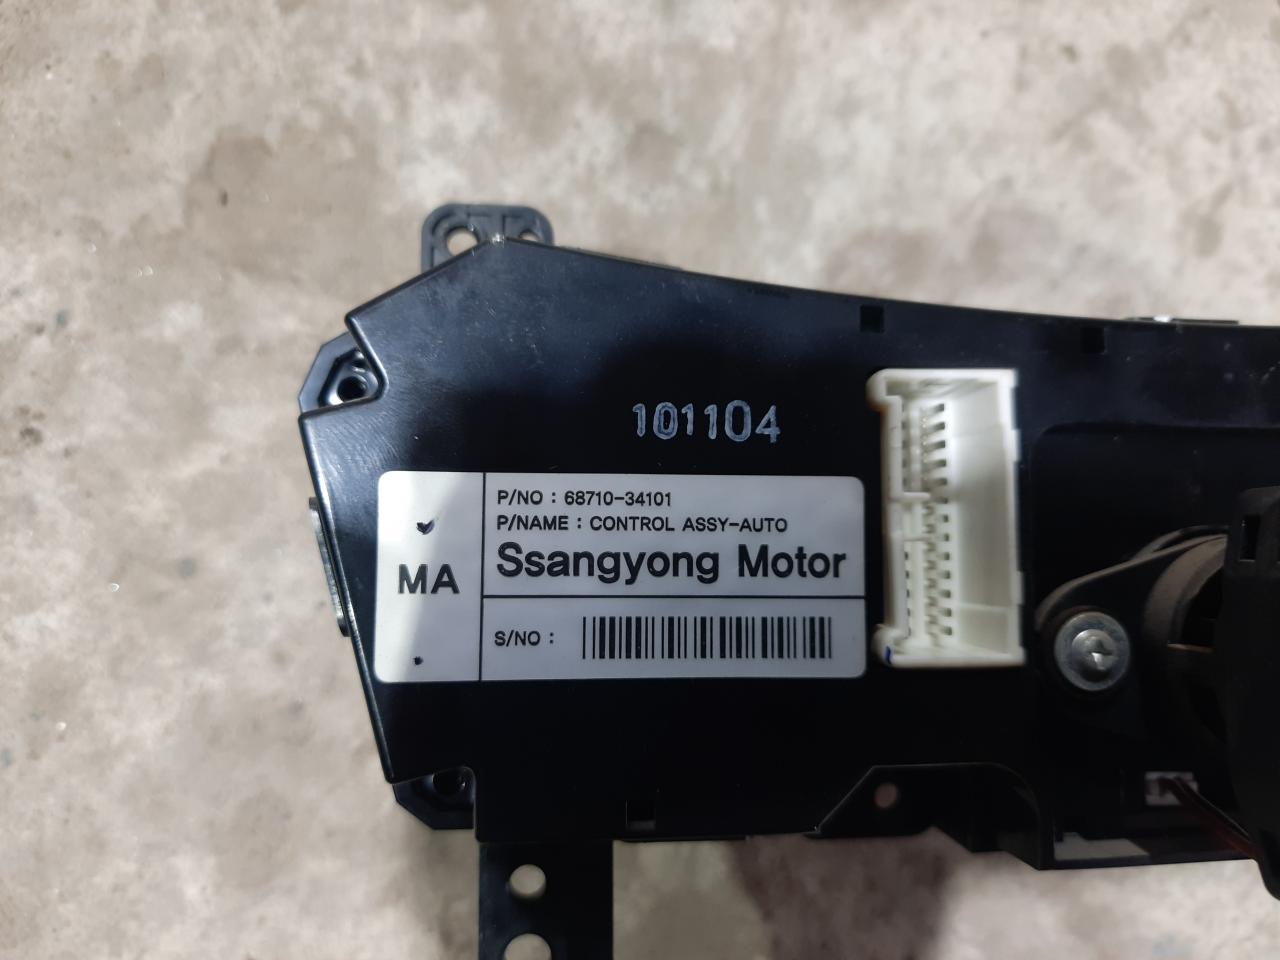 101104
P/NO : 68710-34101
P/NAME : CONTROL ASSY-AUTO
MA
Ssangyong Motor
S/NO :